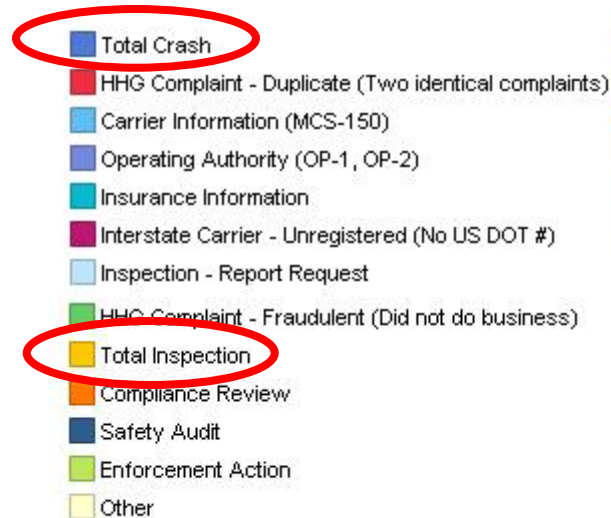 Total Crash
HHG Complaint - Duplicate (Two identical complaints)
Carrier Information (MCS-150)
Operating Authority (OP-1, OP-2)
Insurance Information
Interstate Carrier - Unregistered (No US DOT #)
Inspection - Report Request
HHG Complaint - Fraudulent (Did not do business)
Total Inspection
Compliance Review
Safety Audit
Enforcement Action
Other